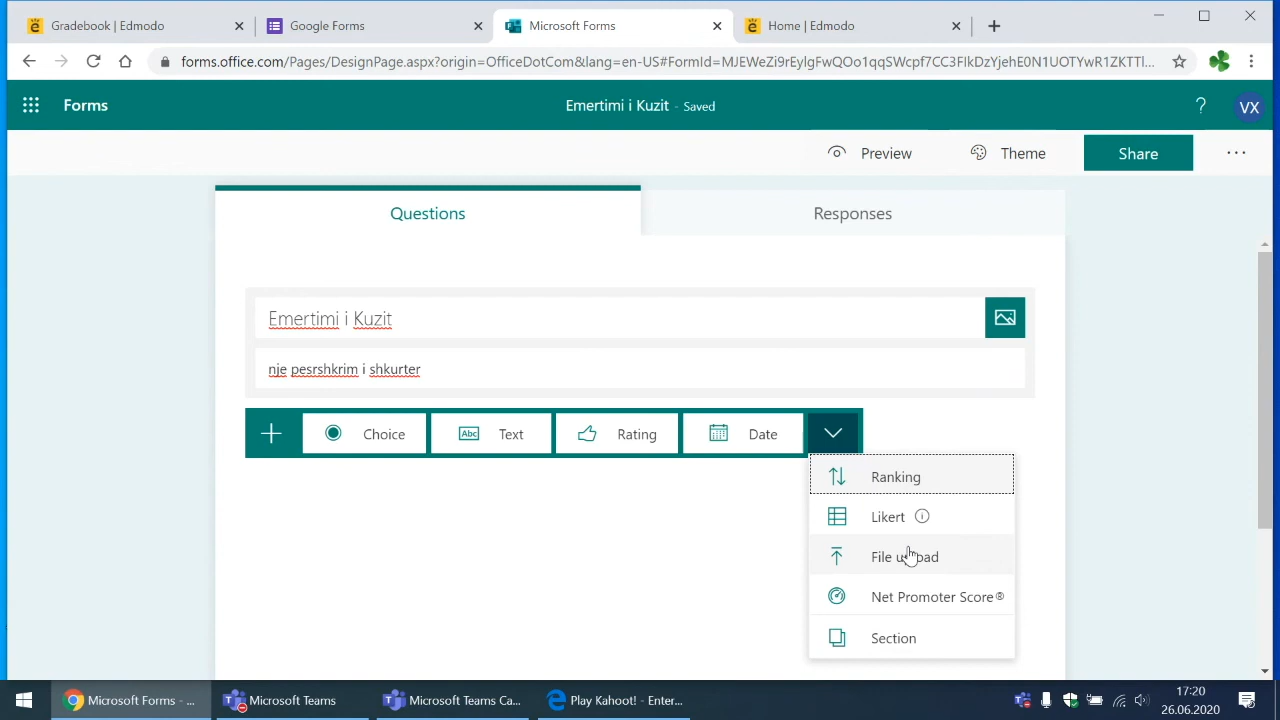 Gradebook | Edmodo
Google Forms
Microsoft Forms
Home | Edmodo
forms.office.com/Pages/DesignPage.aspx?origin=OfficeDotCom&lang=en-US#FormId=MJEWeZi9rEylgFwQOo1qqSWcpf7CC3FlkDzYjehE0N1UOTYwR1ZKTTl...
Forms
Emertimi i Kuzit - Saved
?
VX
Preview
Theme
Share
Questions
Responses
Emertimi i Kuzit
nje pesrshkrim i shkurter
Choice
Abc
Text
Rating
Date
Ranking
Likert
File upload
Net Promoter Score®
Section
Microsoft Forms - ...
Microsoft Teams
Microsoft Teams Ca...
Play Kahoot! - Enter...
17:20
26.06.2020